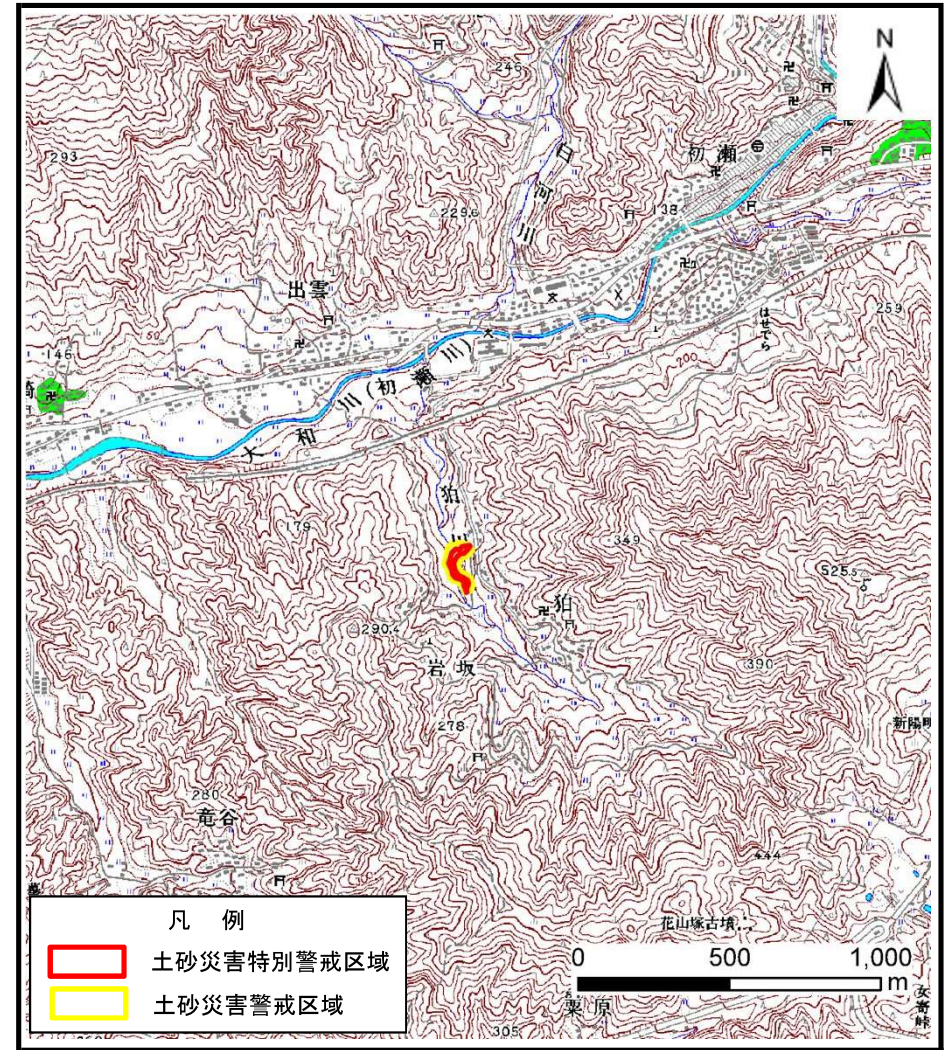 N
246
293
白河川
初瀬
138
229.6
出雲
259
はせでら
146
200
大和川(初瀬川)
狛川
179
349
525.5
狛
290.4
岩坂
390
278
新陽明
280
竜谷
444
花山塚古墳
凡 例
土砂災害特別警戒区域
土砂災害警戒区域
0 500 1,000
m
粟原
女寄峠
305